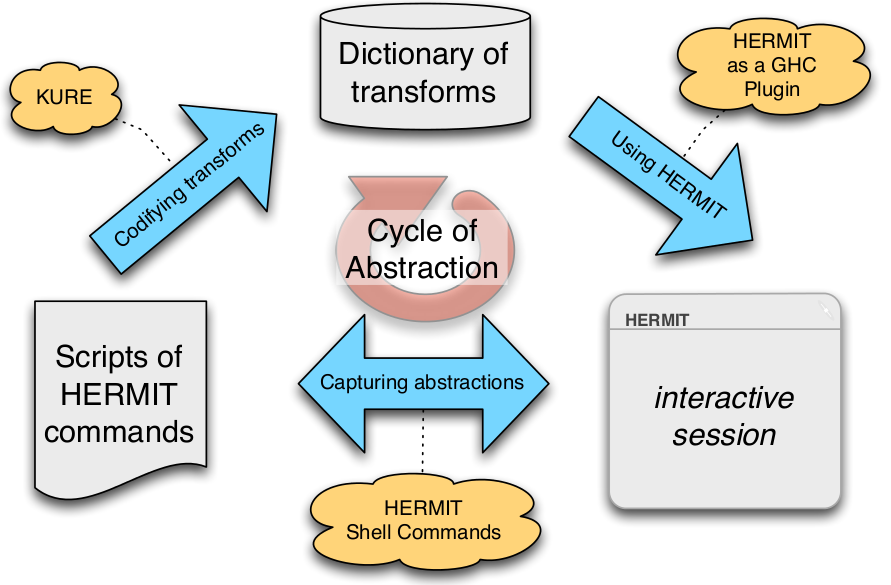 Dictionary of
transforms
KURE
HERMIT
as a GHC
Plugin
Codifying transforms
Using HERMIT
Cycle of
Abstraction
Scripts of
HERMIT
commands
Capturing abstractions
HERMIT
interactive
session
HERMIT
Shell Commands